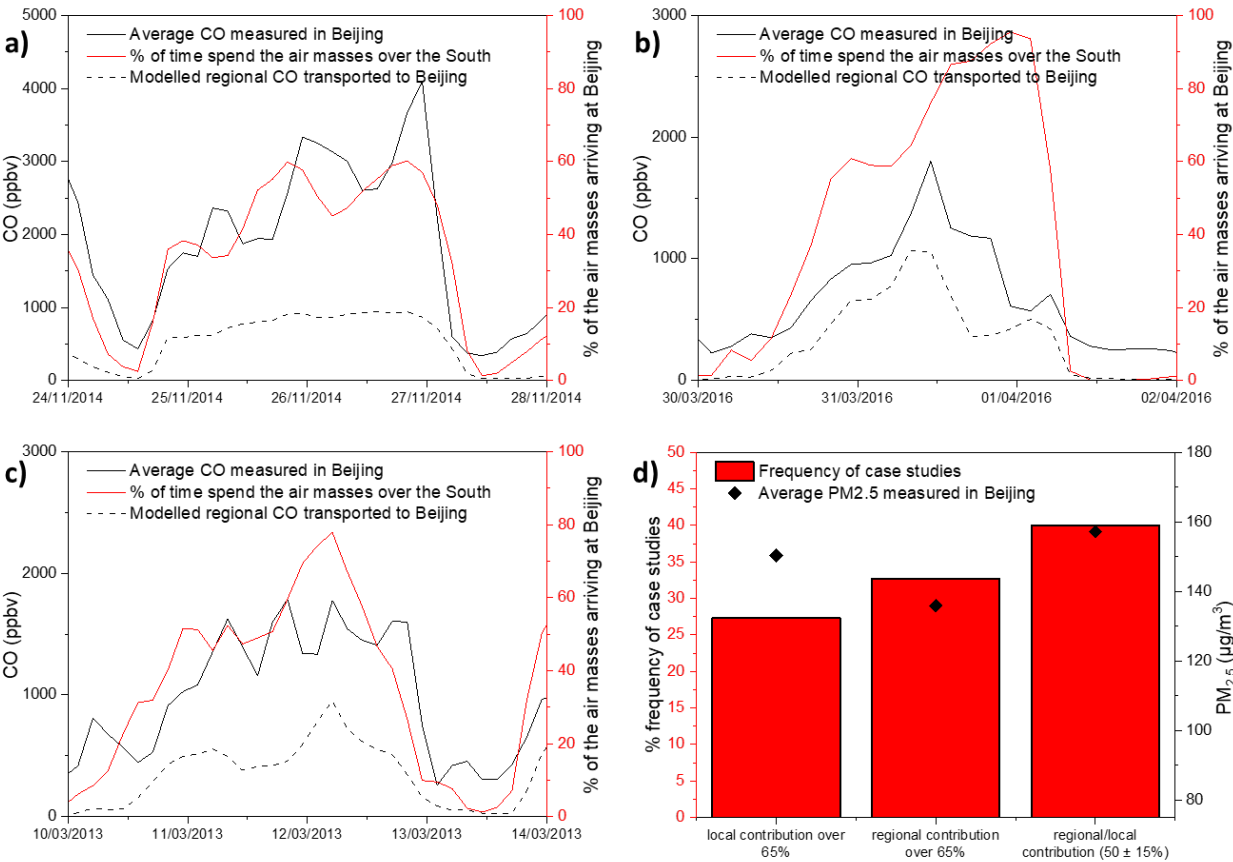 a)
Average CO measured in Beijing
% of time spend the air masses over the South
Modelled regional CO transported to Beijing
CO (ppbv)
5000
4000
3000
2000
1000
0
100
80
60
40
20
0
% of the air masses arriving at Beijing
24/11/2014
25/11/2014
26/11/2014
27/11/2014
28/11/2014
b)
Average CO measured in Beijing
% of time spend the air masses over the South
Modelled regional CO transported to Beijing
CO (ppbv)
3000
2000
1000
0
100
80
60
40
20
0
% of the air masses arriving at Beijing
30/03/2016
31/03/2016
01/04/2016
02/04/2016
c)
Average CO measured in Beijing
% of time spend the air masses over the South
Modelled regional CO transported to Beijing
CO (ppbv)
3000
2000
1000
0
100
80
60
40
20
0
% of the air masses arriving at Beijing
10/03/2013
11/03/2013
12/03/2013
13/03/2013
14/03/2013
d)
Frequency of case studies
Average PM2.5 measured in Beijing
% frequency of case studies
50
45
40
35
30
25
20
15
10
5
0
180
160
140
120
100
80
PM2.5 (µg/m³)
local contribution over
65%
regional contribution
over 65%
regional/local
contribution (50 ± 15%)